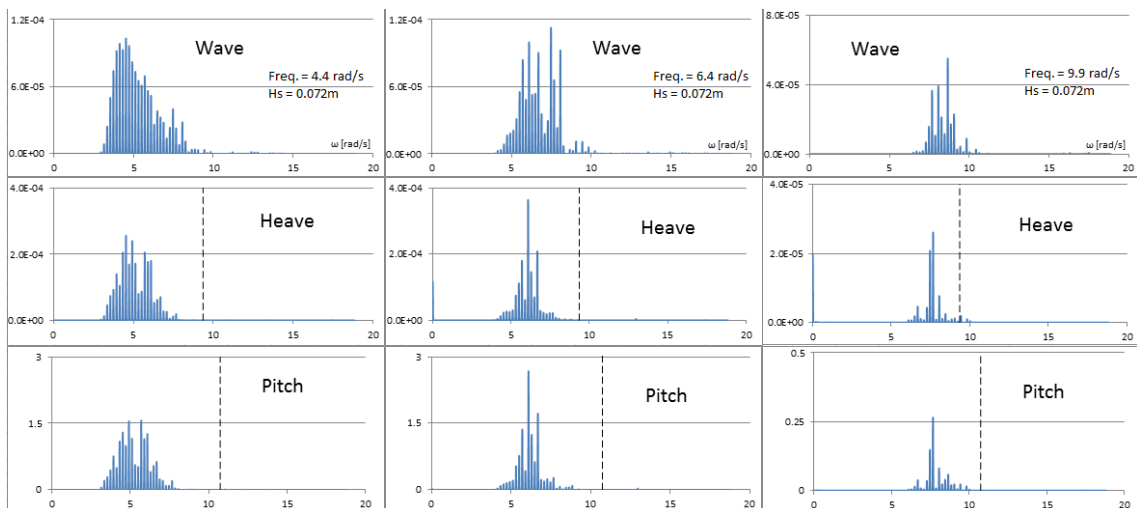 1.2E-04
Wave
Freq. = 4.4 rad/s
Hs = 0.072m
6.0E-05
ω [rad/s]
0.0E+00
0 5 10 15 20
1.2E-04
Wave
Freq. = 6.4 rad/s
Hs = 0.072m
6.0E-05
ω [rad/s]
0.0E+00
0 5 10 15 20
8.0E-05
Wave
Freq. = 9.9 rad/s
Hs = 0.072m
4.0E-05
ω [rad/s]
0.0E+00
0 5 10 15 20
4.0E-04
Heave
2.0E-04
0.0E+00
0 5 10 15 20
4.0E-04
Heave
2.0E-04
0.0E+00
0 5 10 15 20
4.0E-05
Heave
2.0E-05
0.0E+00
0 5 10 15 20
3
Pitch
1.5
0
0 5 10 15 20
3
Pitch
1.5
0
0 5 10 15 20
0.5
Pitch
0.25
0
0 5 10 15 20